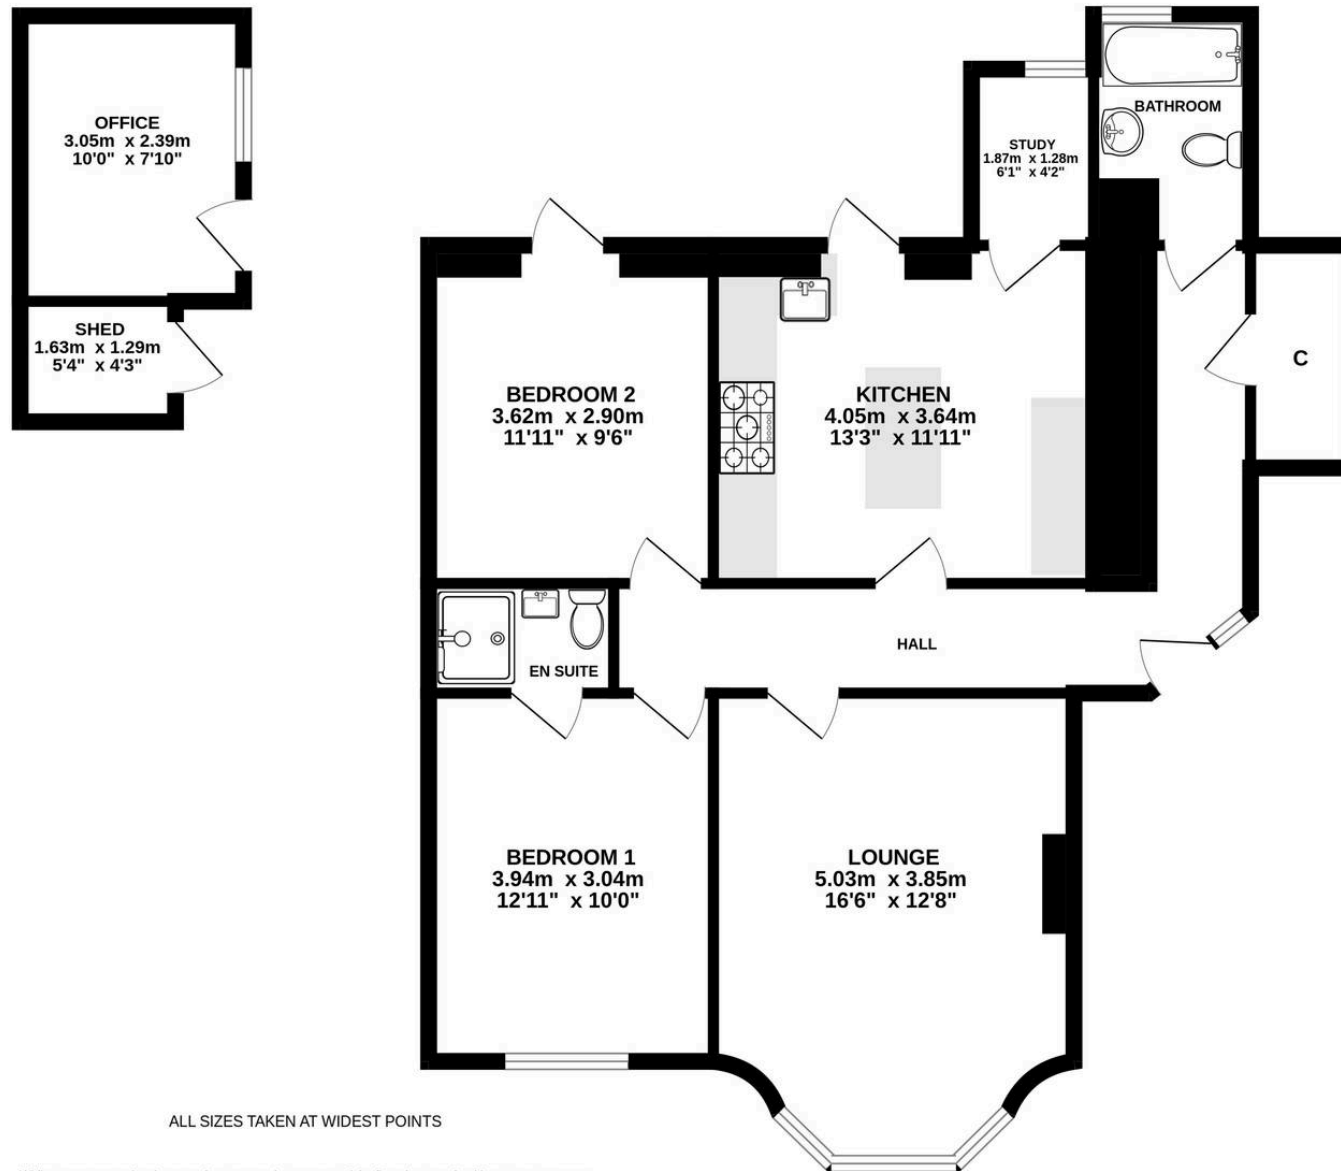 OFFICE
3.05m x 2.39m
10'0" x 7'10"
SHED
1.63m x 1.29m
5'4" x 4'3"
BATHROOM
STUDY
1.87m x 1.28m
6'1" x 4'2"
BEDROOM 2
3.62m x 2.90m
11'11" x 9'6"
KITCHEN
4.05m x 3.64m
13'3" x 11'11"
C
EN SUITE
HALL
BEDROOM 1
3.94m x 3.04m
12'11" x 10'0"
LOUNGE
5.03m x 3.85m
16'6" x 12'8"
ALL SIZES TAKEN AT WIDEST POINTS